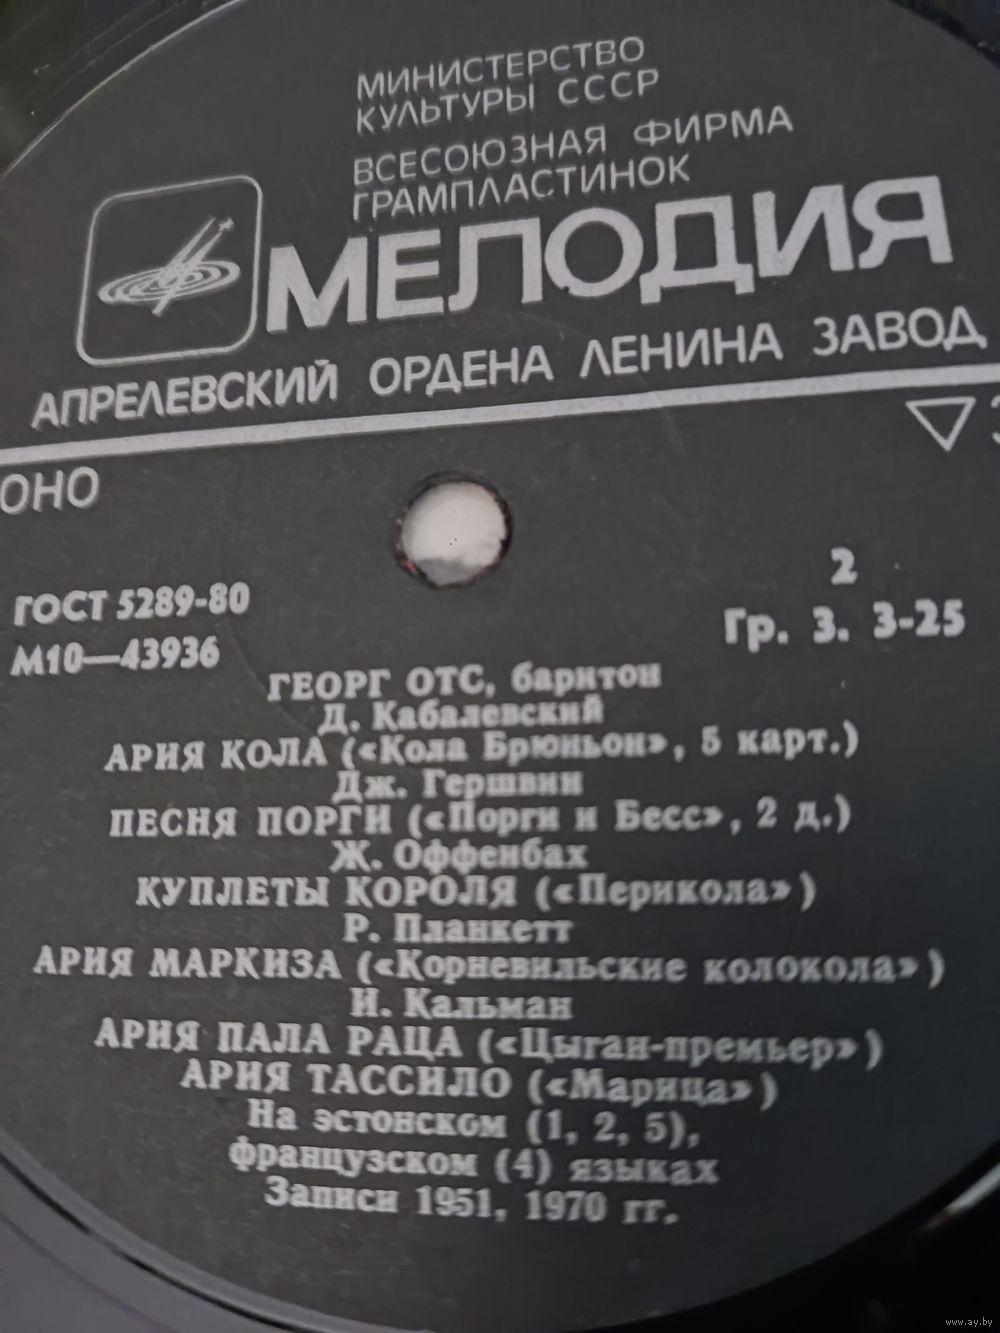 МИНИСТЕРСТВО
КУЛЬТУРЫ СССР
ВСЕСОЮЗНАЯ ФИРМА
ГРАМПЛАСТИНОК
МЕЛОДИЯ
АПРЕЛЕВСКИЙ ОРДЕНА ЛЕНИНА ЗАВОД
ОНО
ГОСТ 5289-80
М10—43936
2
Гр. 3. 3-25
ГЕОРГ ОТС, баритон
Д. Кабалевский
АРИЯ КОЛА («Кола Брюньон», 5 карт.)
Дж. Гершвин
ПЕСНЯ ПОРГИ («Порги и Бесс», 2 д.)
Ж. Оффенбах
КУПЛЕТЫ КОРОЛЯ («Перикола»)
Р. Планкетт
АРИЯ МАРКИЗА («Корневильские колокола»)
И. Кальман
АРИЯ ПАЛА РАЦА («Цыган-премьер»)
АРИЯ ТАССИЛО («Марица»)
На эстонском (1, 2, 5),
французском (4) языках
Записи 1951, 1970 гг.
www.ay.by